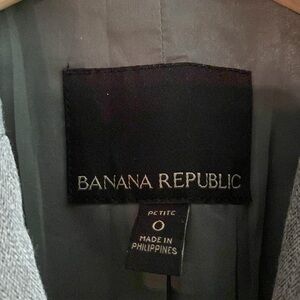 BANANA REPUBLIC
PETITE
0
MADE IN
PHILIPPINES